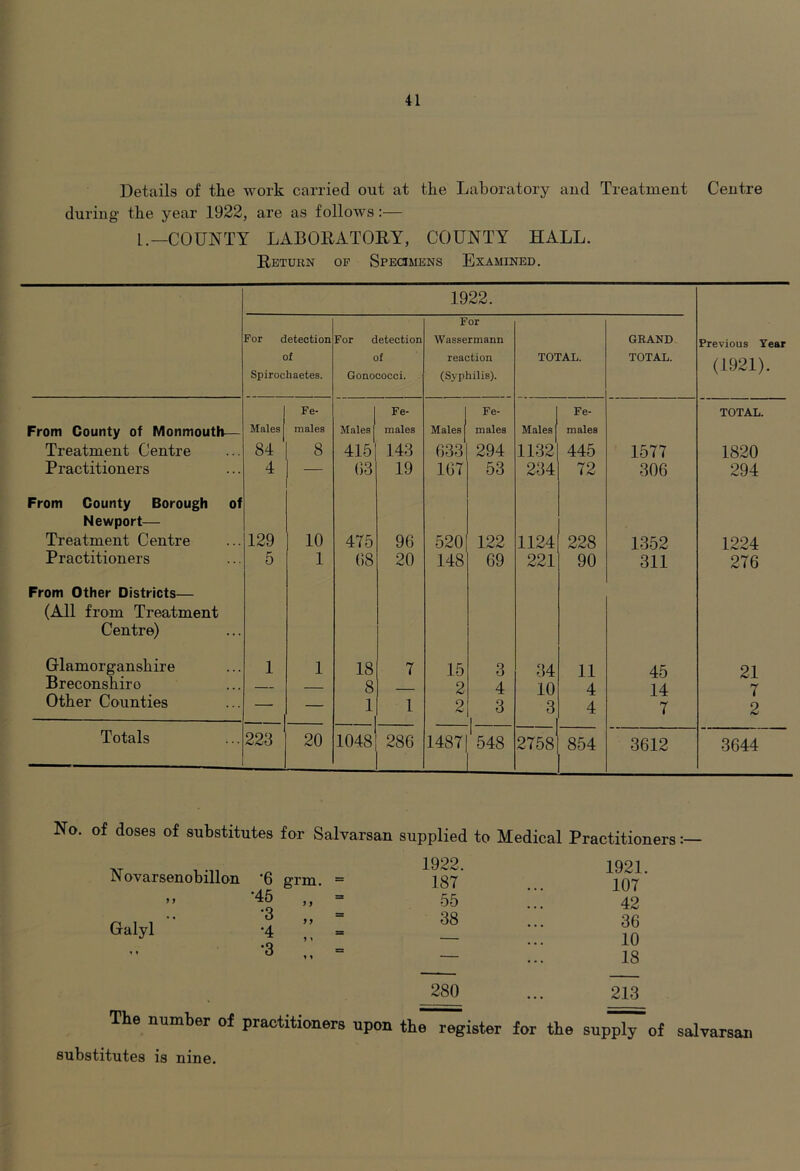 41
Details of the work carried out at the Laboratory and Treatment Centre
during the year 1922, are as follows:—
1.—COUNTY LABORATORY, COUNTY HALL.
RETURN OF SPECIMENS EXAMINED.
1922.
For detection of Spirochaetes. | For detection of Gonococci. | For Wassermann reaction (Syphilis). | TOTAL. | GRAND TOTAL. | Previous Year (1921).
Males | Females | Males | Females | Males | Females | Males | Females | | TOTAL.
From County of Monmouth—
Treatment Centre ... 84 8 415 143 633 294 1132 445 1577 1820
Practitioners ... 4 — 63 19 167 53 234 72 306 294
From County Borough of
Newport—
Treatment Centre ... 129 10 475 96 520 122 1124 228 1352 1224
Practitioners ... 5 1 68 20 148 69 221 90 311 276
From Other Districts—
(All from Treatment
Centre) ...
Glamorganshire ... 1 1 18 7 15 3 34 11 45 21
Breconshiro ... — — 8 — 2 4 10 4 14 7
Other Counties ... — — 1 1 2 3 3 4 7 2
Totals ... 223 20 1048 286 1487 548 2758 854 3612 3644
No. of doses of substitutes for Salvarsan supplied to Medical Practitioners:—
1922. 1921.
Novarsenobillon ·6 grm. = 187 ... 107
,, ·45 ,, = 55 ... 42
,, ·3 ,, = 38 ... 36
Galyl ·4 ,, = — ... 10
,, ·3 ,, = — ... 18
280 ... 213
The number of practitioners upon the register for the supply of salvarsan
substitutes is nine.